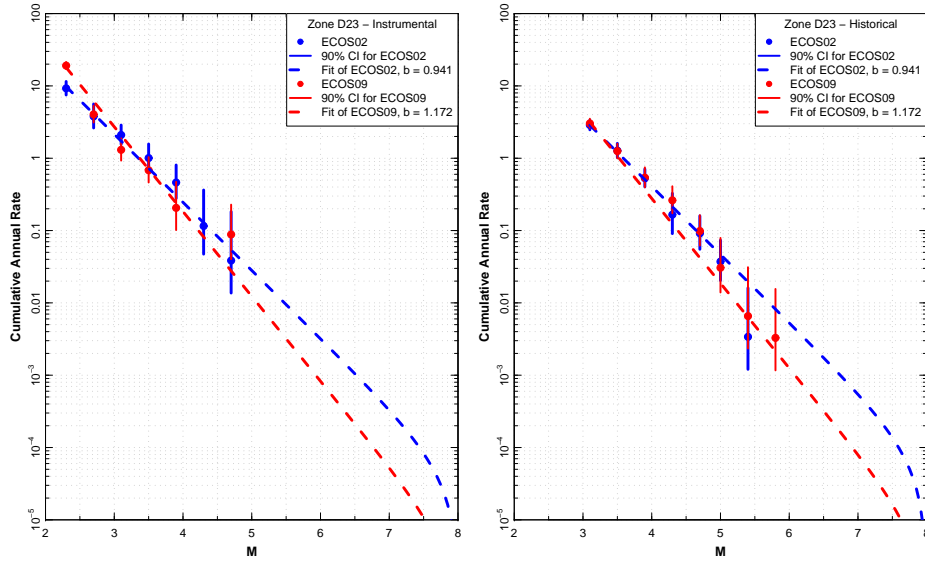 Zone D23 − Instrumental
ECOS02
90% CI for ECOS02
Fit of ECOS02, b = 0.941
ECOS09
90% CI for ECOS09
Fit of ECOS09, b = 1.172
Cumulative Annual Rate
100
10
1
0.1
0.01
10−3
10−4
10−5
2 3 4 5 6 7 8
M
Zone D23 − Historical
ECOS02
90% CI for ECOS02
Fit of ECOS02, b = 0.941
ECOS09
90% CI for ECOS09
Fit of ECOS09, b = 1.172
Cumulative Annual Rate
100
10
1
0.1
0.01
10−3
10−4
10−5
2 3 4 5 6 7 8
M